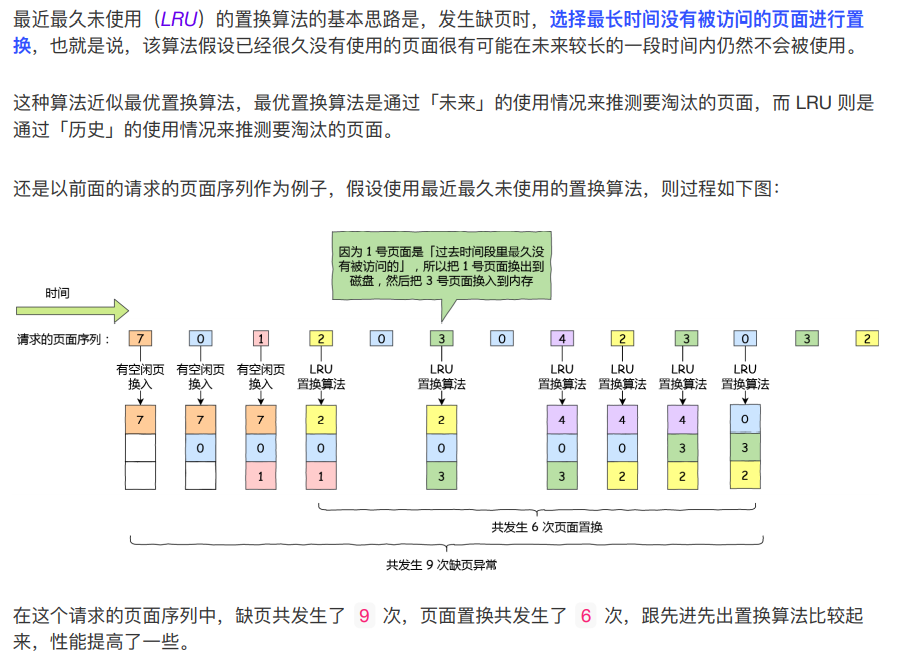 最近最久未使用（LRU）的置换算法的基本思路是，发生缺页时，选择最长时间没有被访问的页面进行置
换，也就是说，该算法假设已经很久没有使用的页面很有可能在未来较长的一段时间内仍然不会被使用。
这种算法近似最优置换算法，最优置换算法是通过「未来」的使用情况来推测要淘汰的页面，而 LRU 则是
通过「历史」的使用情况来推测要淘汰的页面。
还是以前面的请求的页面序列作为例子，假设使用最近最久未使用的置换算法，则过程如下图：
因为 1 号页面是「过去时间段里最久没
有被访问的」，所以把 1 号页面换出到
磁盘，然后把 3 号页面换入到内存
时间
请求的页面序列： 7 0 1 2 0 3 0 4 2 3 0 3 2
有空闲页 有空闲页 有空闲页 LRU LRU LRU LRU LRU LRU
换入 换入 换入 置换算法 置换算法 置换算法 置换算法 置换算法 置换算法
7 7 7 2 2 4 4 4 0
0 0 0 0 0 0 3 3
1 1 3 3 2 2 2
共发生 6 次页面置换
共发生 9 次缺页异常
在这个请求的页面序列中，缺页共发生了 9 次，页面置换共发生了 6 次，跟先进先出置换算法比较起
来，性能提高了一些。